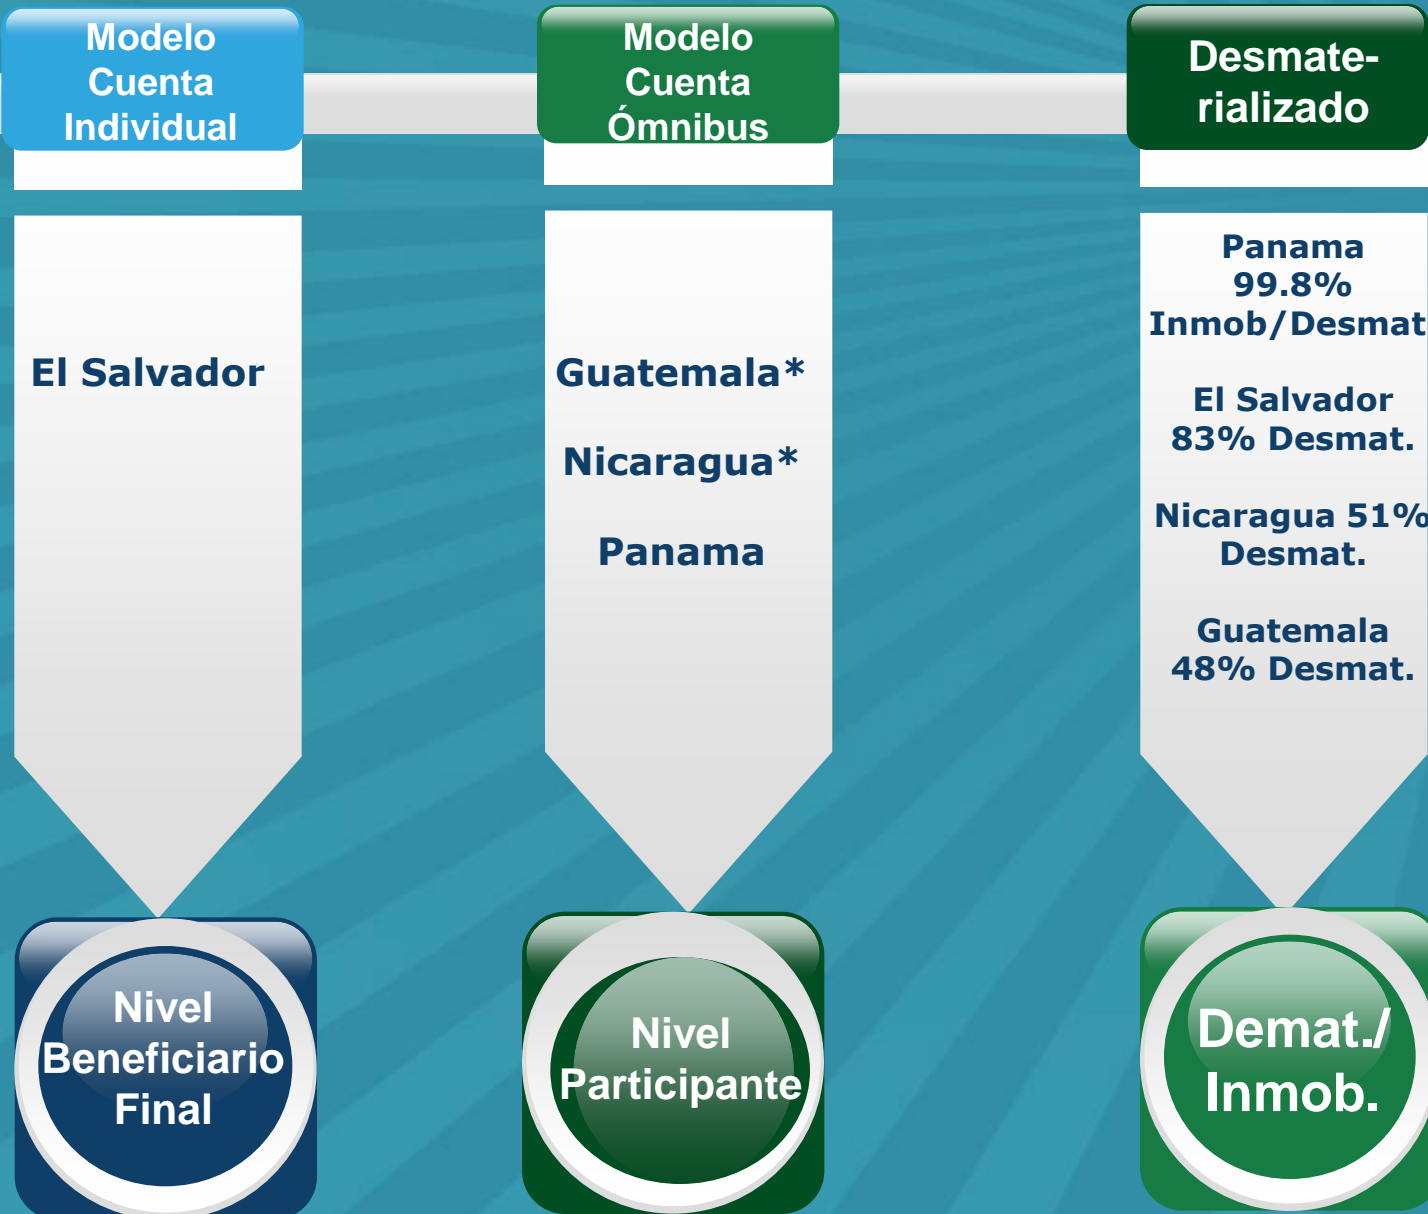 Modelo
Cuenta
Individual
El Salvador
Nivel
Beneficiario
Final
Modelo
Cuenta
Ómnibus
Guatemala*
Nicaragua*
Panama
Nivel
Participante
Desmate-
rializado
Panama
99.8%
Inmob/Desmat
El Salvador
83% Desmat.
Nicaragua 51%
Desmat.
Guatemala
48% Desmat.
Demat./
Inmob.